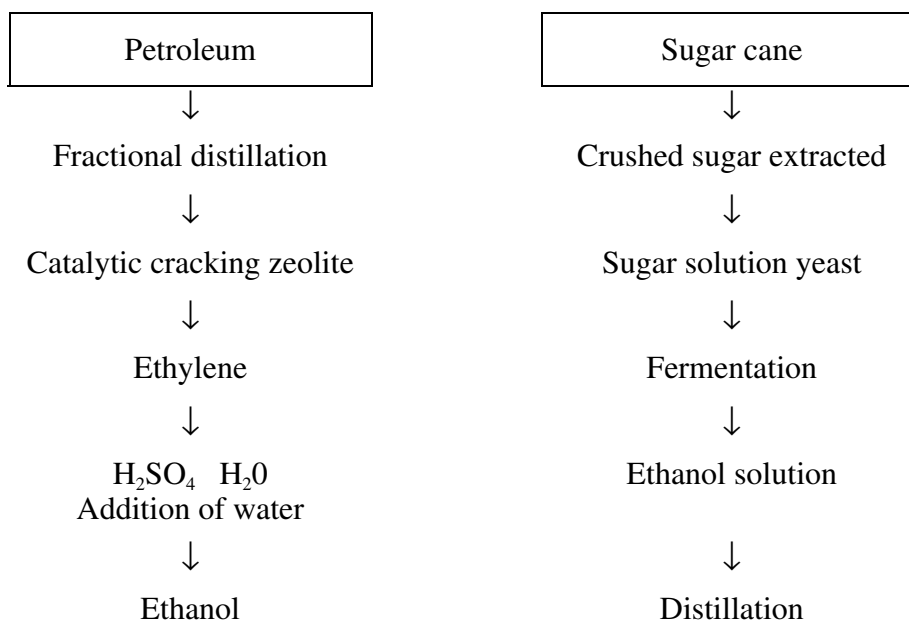 Petroleum
↓
Fractional distillation
↓
Catalytic cracking zeolite
↓
Ethylene
↓
H₂SO₄ H₂0
Addition of water
↓
Ethanol
Sugar cane
↓
Crushed sugar extracted
↓
Sugar solution yeast
↓
Fermentation
↓
Ethanol solution
↓
Distillation